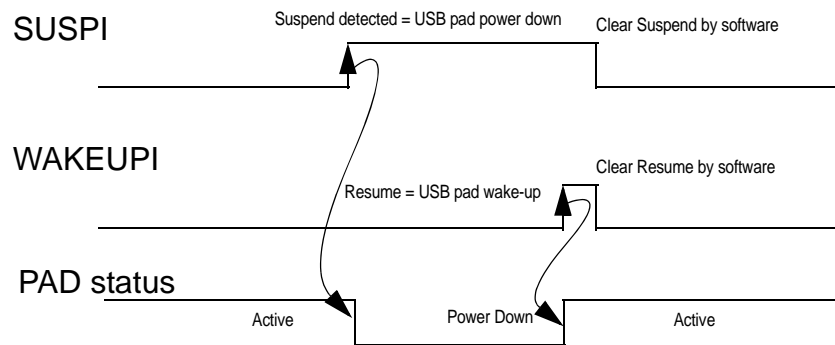 SUSPI
Suspend detected = USB pad power down
Clear Suspend by software
WAKEUPI
Resume = USB pad wake-up
Clear Resume by software
PAD status
Active
Power Down
Active